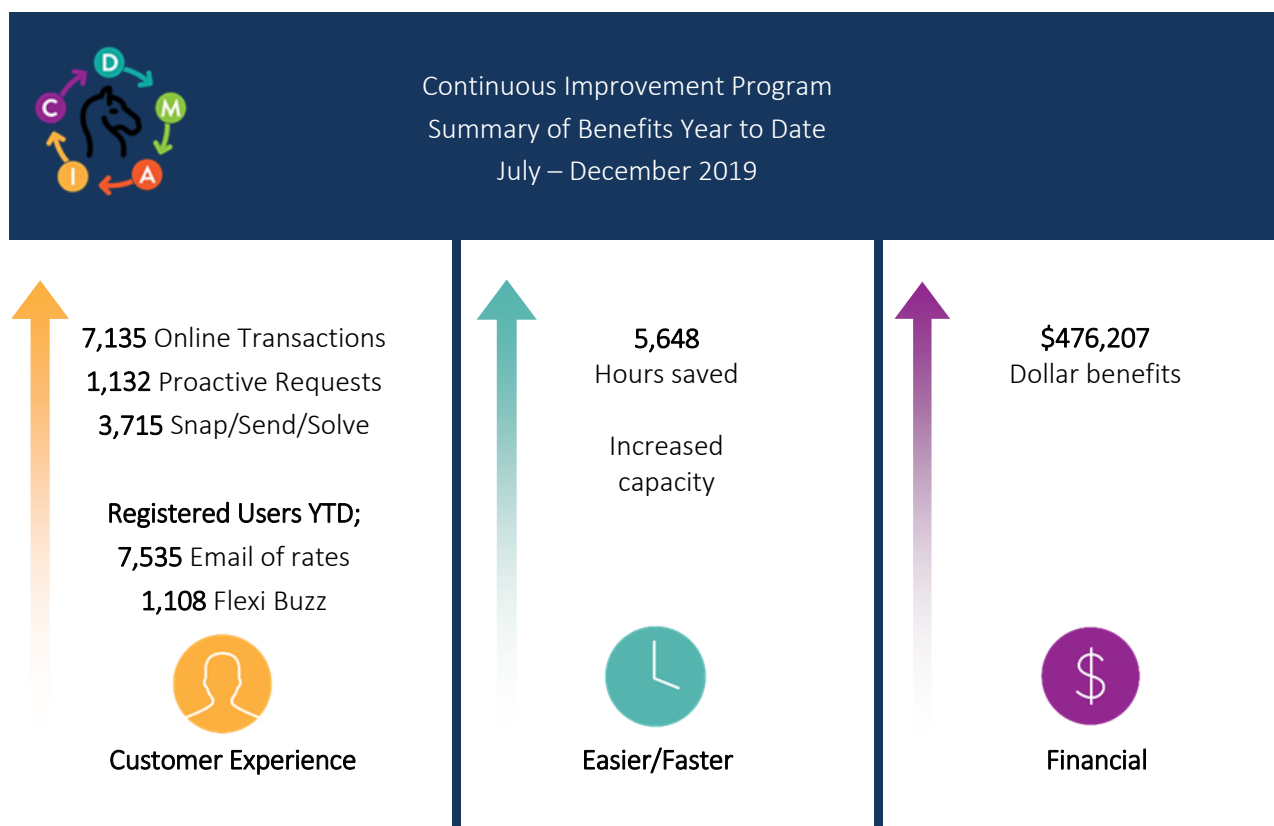 D
C
M
I
A
Continuous Improvement Program
Summary of Benefits Year to Date
July – December 2019
7,135 Online Transactions
1,132 Proactive Requests
3,715 Snap/Send/Solve
Registered Users YTD;
7,535 Email of rates
1,108 Flexi Buzz
Customer Experience
5,648
Hours saved
Increased
capacity
Easier/Faster
$476,207
Dollar benefits
$
Financial